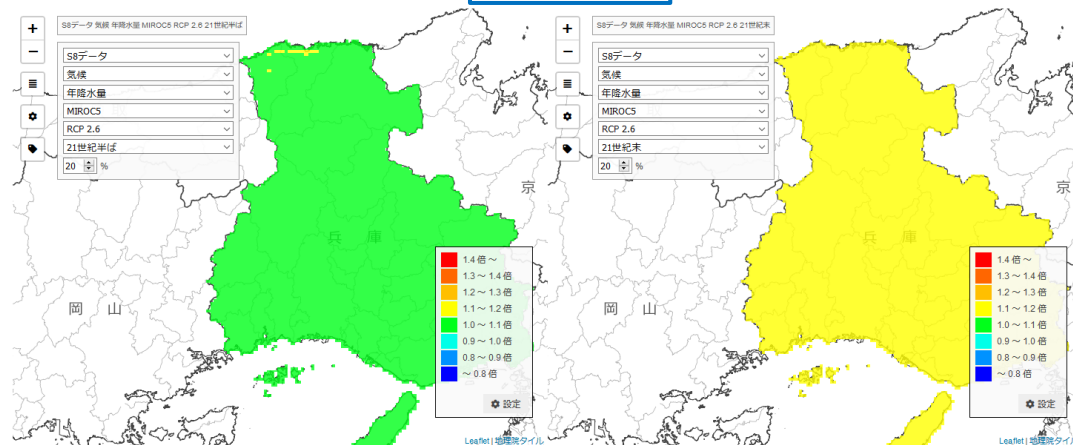 S8データ 気候 年降水量 MIROC5 RCP 2.6 21世紀半ば
S8データ
気候
年降水量
MIROC5
RCP 2.6
21世紀半ば
20 %
京
兵 庫
岡 山
1.4 倍 ～
1.3 ～ 1.4 倍
1.2 ～ 1.3 倍
1.1 ～ 1.2 倍
1.0 ～ 1.1 倍
0.9 ～ 1.0 倍
0.8 ～ 0.9 倍
～ 0.8 倍
設定
Leaflet | 地理院タイル
S8データ 気候 年降水量 MIROC5 RCP 2.6 21世紀末
S8データ
気候
年降水量
MIROC5
RCP 2.6
21世紀末
20 %
京
兵 庫
岡 山
1.4 倍 ～
1.3 ～ 1.4 倍
1.2 ～ 1.3 倍
1.1 ～ 1.2 倍
1.0 ～ 1.1 倍
0.9 ～ 1.0 倍
0.8 ～ 0.9 倍
～ 0.8 倍
設定
Leaflet | 地理院タイル